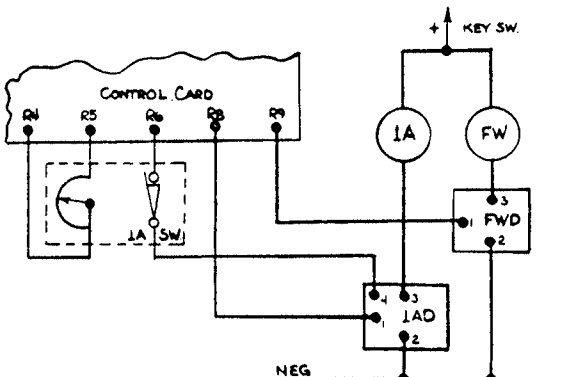 + KEY SW.
CONTROL CARD
R4 R5 R6 R8 R9
1A FW
3
1 FWD
2
1A SW
4 3
1 1AD
2
NEG